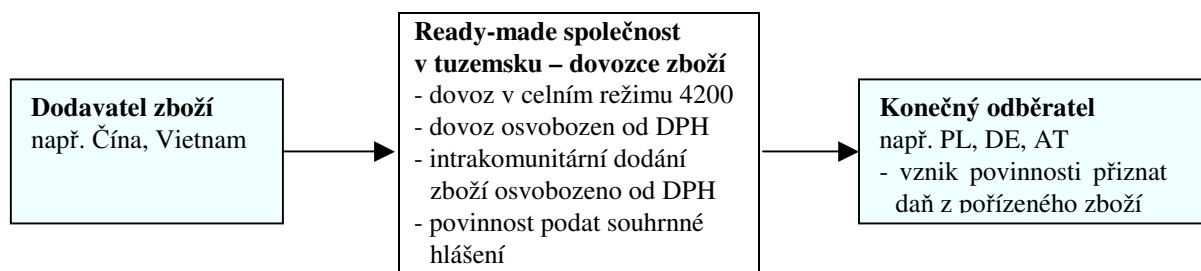 Dodavatel zboží
např. Čína, Vietnam
Ready-made společnost
v tuzemsku – dovozce zboží
- dovoz v celním režimu 4200
- dovoz osvobozen od DPH
- intrakomunitární dodání
zboží osvobozeno od DPH
- povinnost podat souhrnné
hlášení
Konečný odběratel
např. PL, DE, AT
- vznik povinnosti přiznat
daň z pořízeného zboží